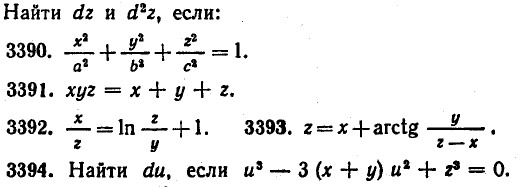 Найти dz и d²z, если:
3390. x²/a² + y²/b² + z²/c² = 1.
3391. xyz = x + y + z.
3392. x/z = ln z/y + 1. 3393. z = x + arctg y/(z − x).
3394. Найти du, если u³ − 3 (x + y) u² + z³ = 0.